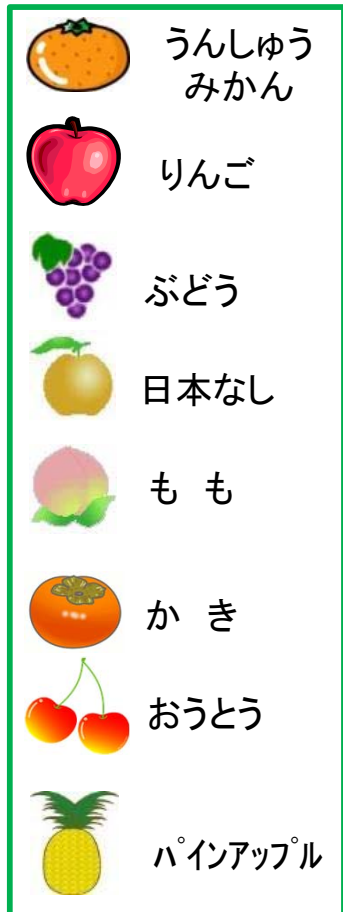 うんしゅう
みかん
りんご
ぶどう
日本なし
も も
か き
おうとう
パインアップル